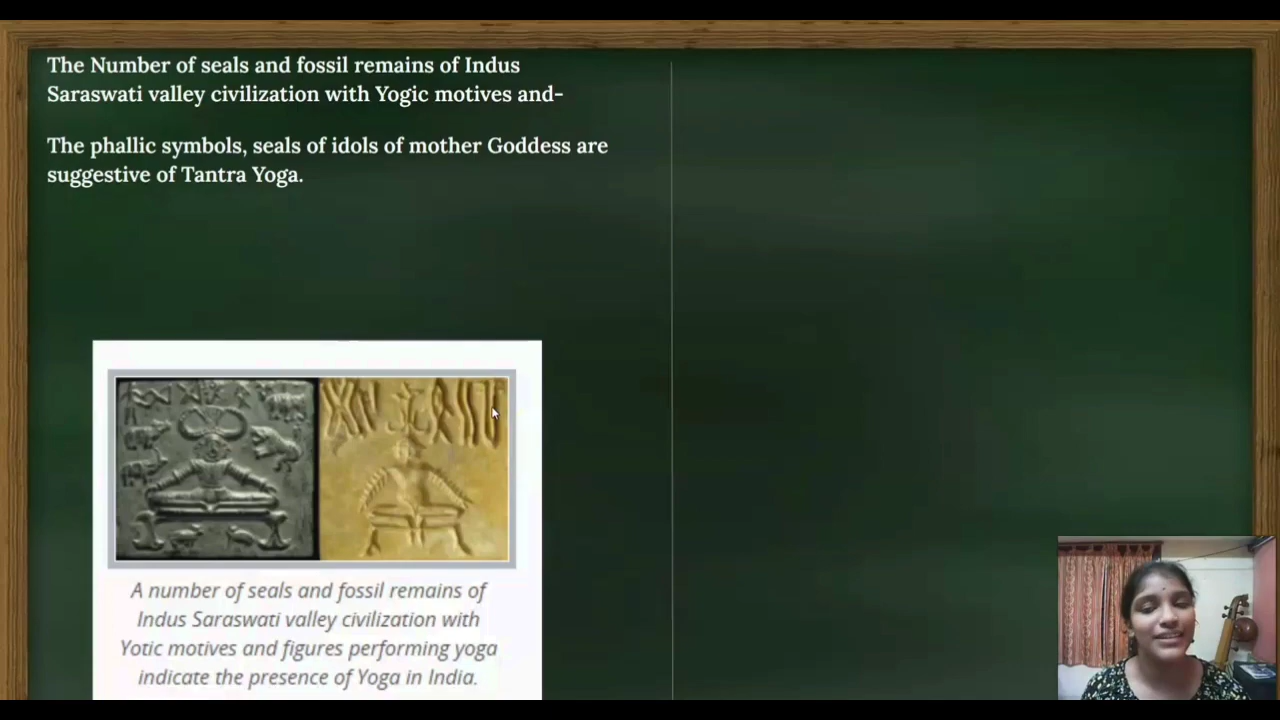 The Number of seals and fossil remains of Indus
Saraswati valley civilization with Yogic motives and-
The phallic symbols, seals of idols of mother Goddess are
suggestive of Tantra Yoga.
A number of seals and fossil remains of
Indus Saraswati valley civilization with
Yotic motives and figures performing yoga
indicate the presence of Yoga in India.